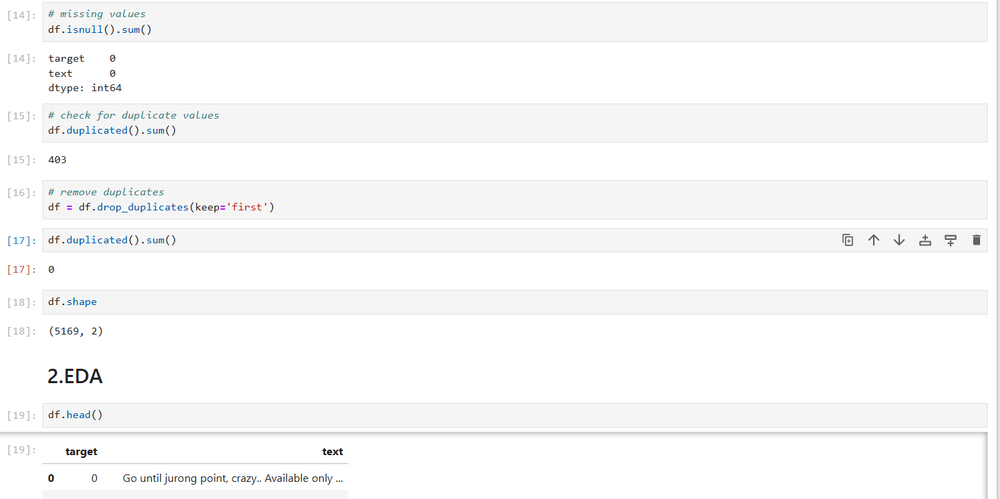 [14]: # missing values
df.isnull().sum()
[14]: target    0
text      0
dtype: int64
[15]: # check for duplicate values
df.duplicated().sum()
[15]: 403
[16]: # remove duplicates
df = df.drop_duplicates(keep='first')
[17]: df.duplicated().sum()
[17]: 0
[18]: df.shape
[18]: (5169, 2)
2.EDA
[19]: df.head()
[19]: target text
0 0 Go until jurong point, crazy.. Available only ...